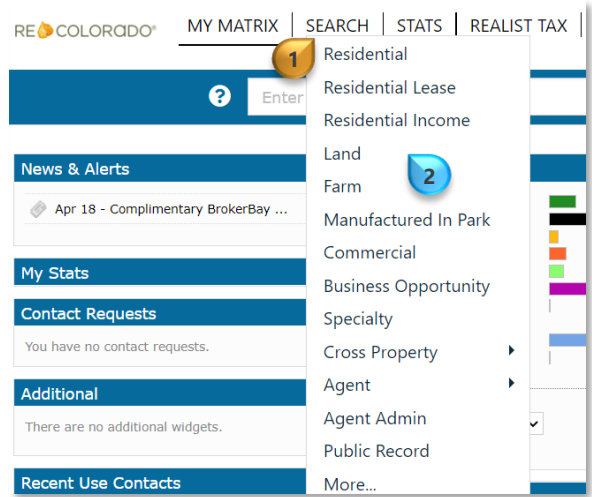 RECOLORADO®
MY MATRIX SEARCH STATS REALIST TAX
1
Enter
Residential
Residential Lease
Residential Income
Land
Farm
2
Manufactured In Park
Commercial
Business Opportunity
Specialty
Cross Property
Agent
Agent Admin
Public Record
More...
?
News & Alerts
Apr 18 - Complimentary BrokerBay ...
My Stats
Contact Requests
You have no contact requests.
Additional
There are no additional widgets.
Recent Use Contacts